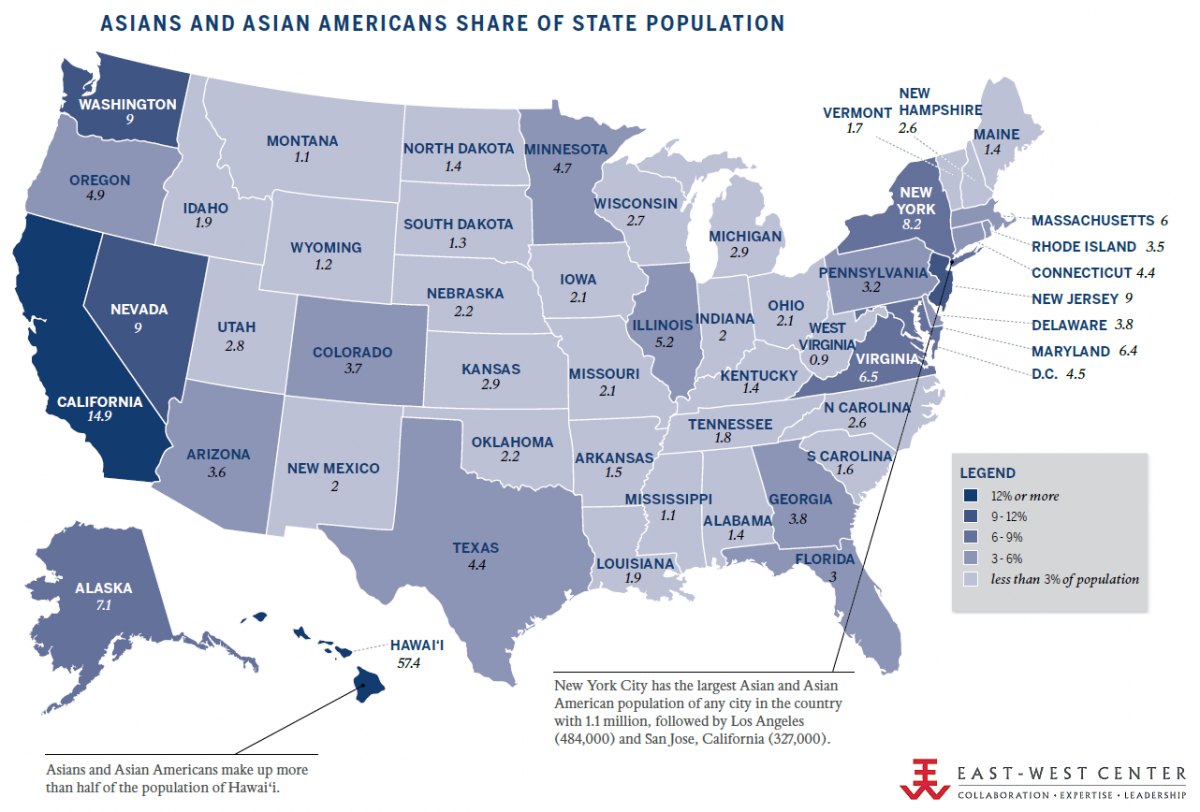 ASIANS AND ASIAN AMERICANS SHARE OF STATE POPULATION
WASHINGTON
9
OREGON
4.9
CALIFORNIA
14.9
NEVADA
9
IDAHO
1.9
MONTANA
1.1
WYOMING
1.2
UTAH
2.8
COLORADO
3.7
ARIZONA
3.6
NEW MEXICO
2
NORTH DAKOTA
1.4
SOUTH DAKOTA
1.3
NEBRASKA
2.2
KANSAS
2.9
OKLAHOMA
2.2
TEXAS
4.4
MINNESOTA
4.7
IOWA
2.1
MISSOURI
2.1
ARKANSAS
1.5
LOUISIANA
1.9
WISCONSIN
2.7
ILLINOIS
5.2
MICHIGAN
2.9
INDIANA
2
OHIO
2.1
KENTUCKY
1.4
TENNESSEE
1.8
MISSISSIPPI
1.1
ALABAMA
1.4
GEORGIA
3.8
FLORIDA
3
S CAROLINA
1.6
N CAROLINA
2.6
VIRGINIA
6.5
WEST
VIRGINIA
0.9
PENNSYLVANIA
3.2
NEW
YORK
8.2
VERMONT
1.7
NEW
HAMPSHIRE
2.6
MAINE
1.4
MASSACHUSETTS 6
RHODE ISLAND 3.5
CONNECTICUT 4.4
NEW JERSEY 9
DELAWARE 3.8
MARYLAND 6.4
D.C. 4.5
ALASKA
7.1
HAWAI‘I
57.4
LEGEND
12% or more
9 - 12%
6 - 9%
3 - 6%
less than 3% of population
New York City has the largest Asian and Asian
American population of any city in the country
with 1.1 million, followed by Los Angeles
(484,000) and San Jose, California (327,000).
Asians and Asian Americans make up more
than half of the population of Hawai‘i.
EAST-WEST CENTER
COLLABORATION • EXPERTISE • LEADERSHIP